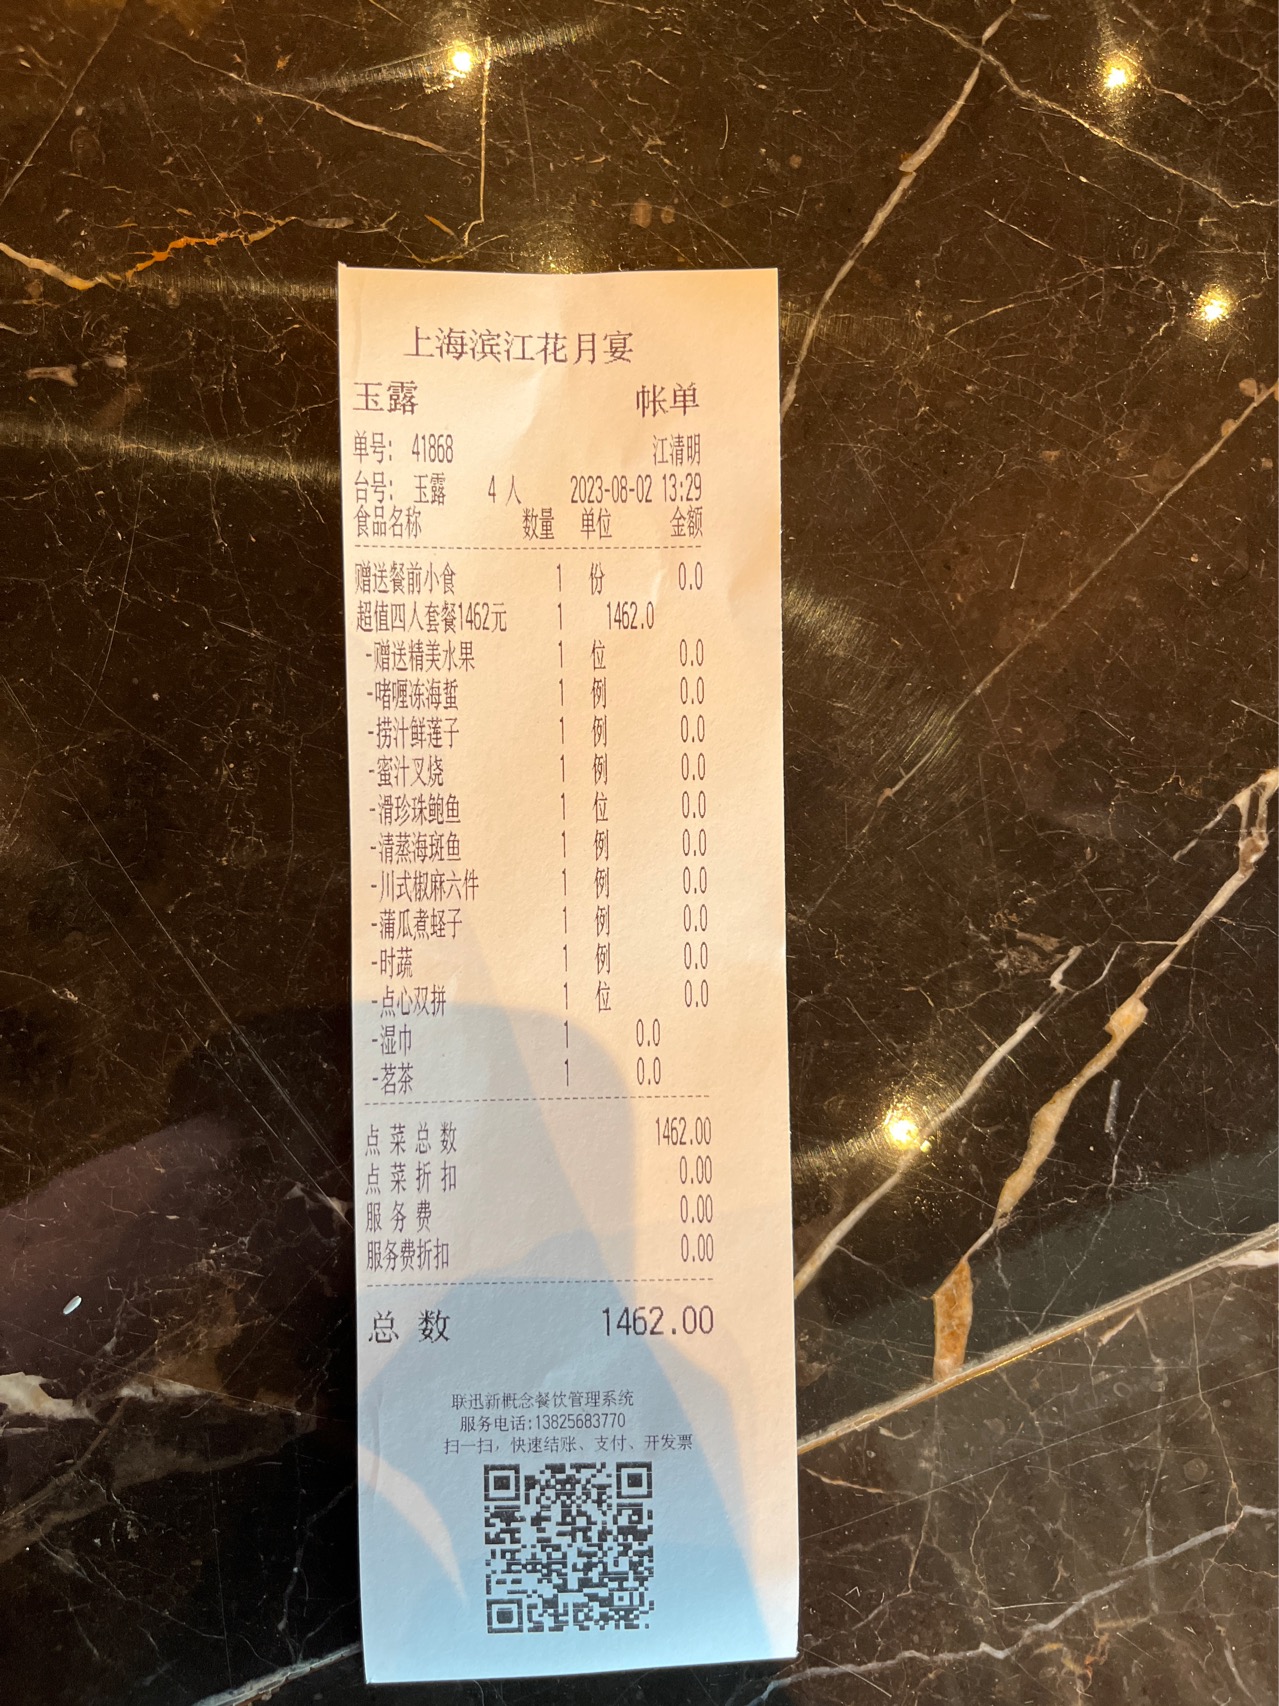 上海滨江花月宴
玉露 帐单
单号： 41868 江清明
台号： 玉露 4 人 2023-08-02 13:29
食品名称 数量 单位 金额
赠送餐前小食 1 份 0.0
超值四人套餐1462元 1 1462.0
-赠送精美水果 1 位 0.0
-啫喱冻海蜇 1 例 0.0
-捞汁鲜莲子 1 例 0.0
-蜜汁叉烧 1 例 0.0
-滑珍珠鲍鱼 1 位 0.0
-清蒸海斑鱼 1 例 0.0
-川式椒麻六件 1 例 0.0
-蒲瓜煮蛏子 1 例 0.0
-时蔬 1 例 0.0
-点心双拼 1 位 0.0
-湿巾 1 0.0
-茗茶 1 0.0
点 菜 总 数 1462.00
点 菜 折 扣 0.00
服 务 费 0.00
服务费折扣 0.00
总 数 1462.00
联迅新概念餐饮管理系统
服务电话:13825683770
扫一扫，快速结账、支付、开发票